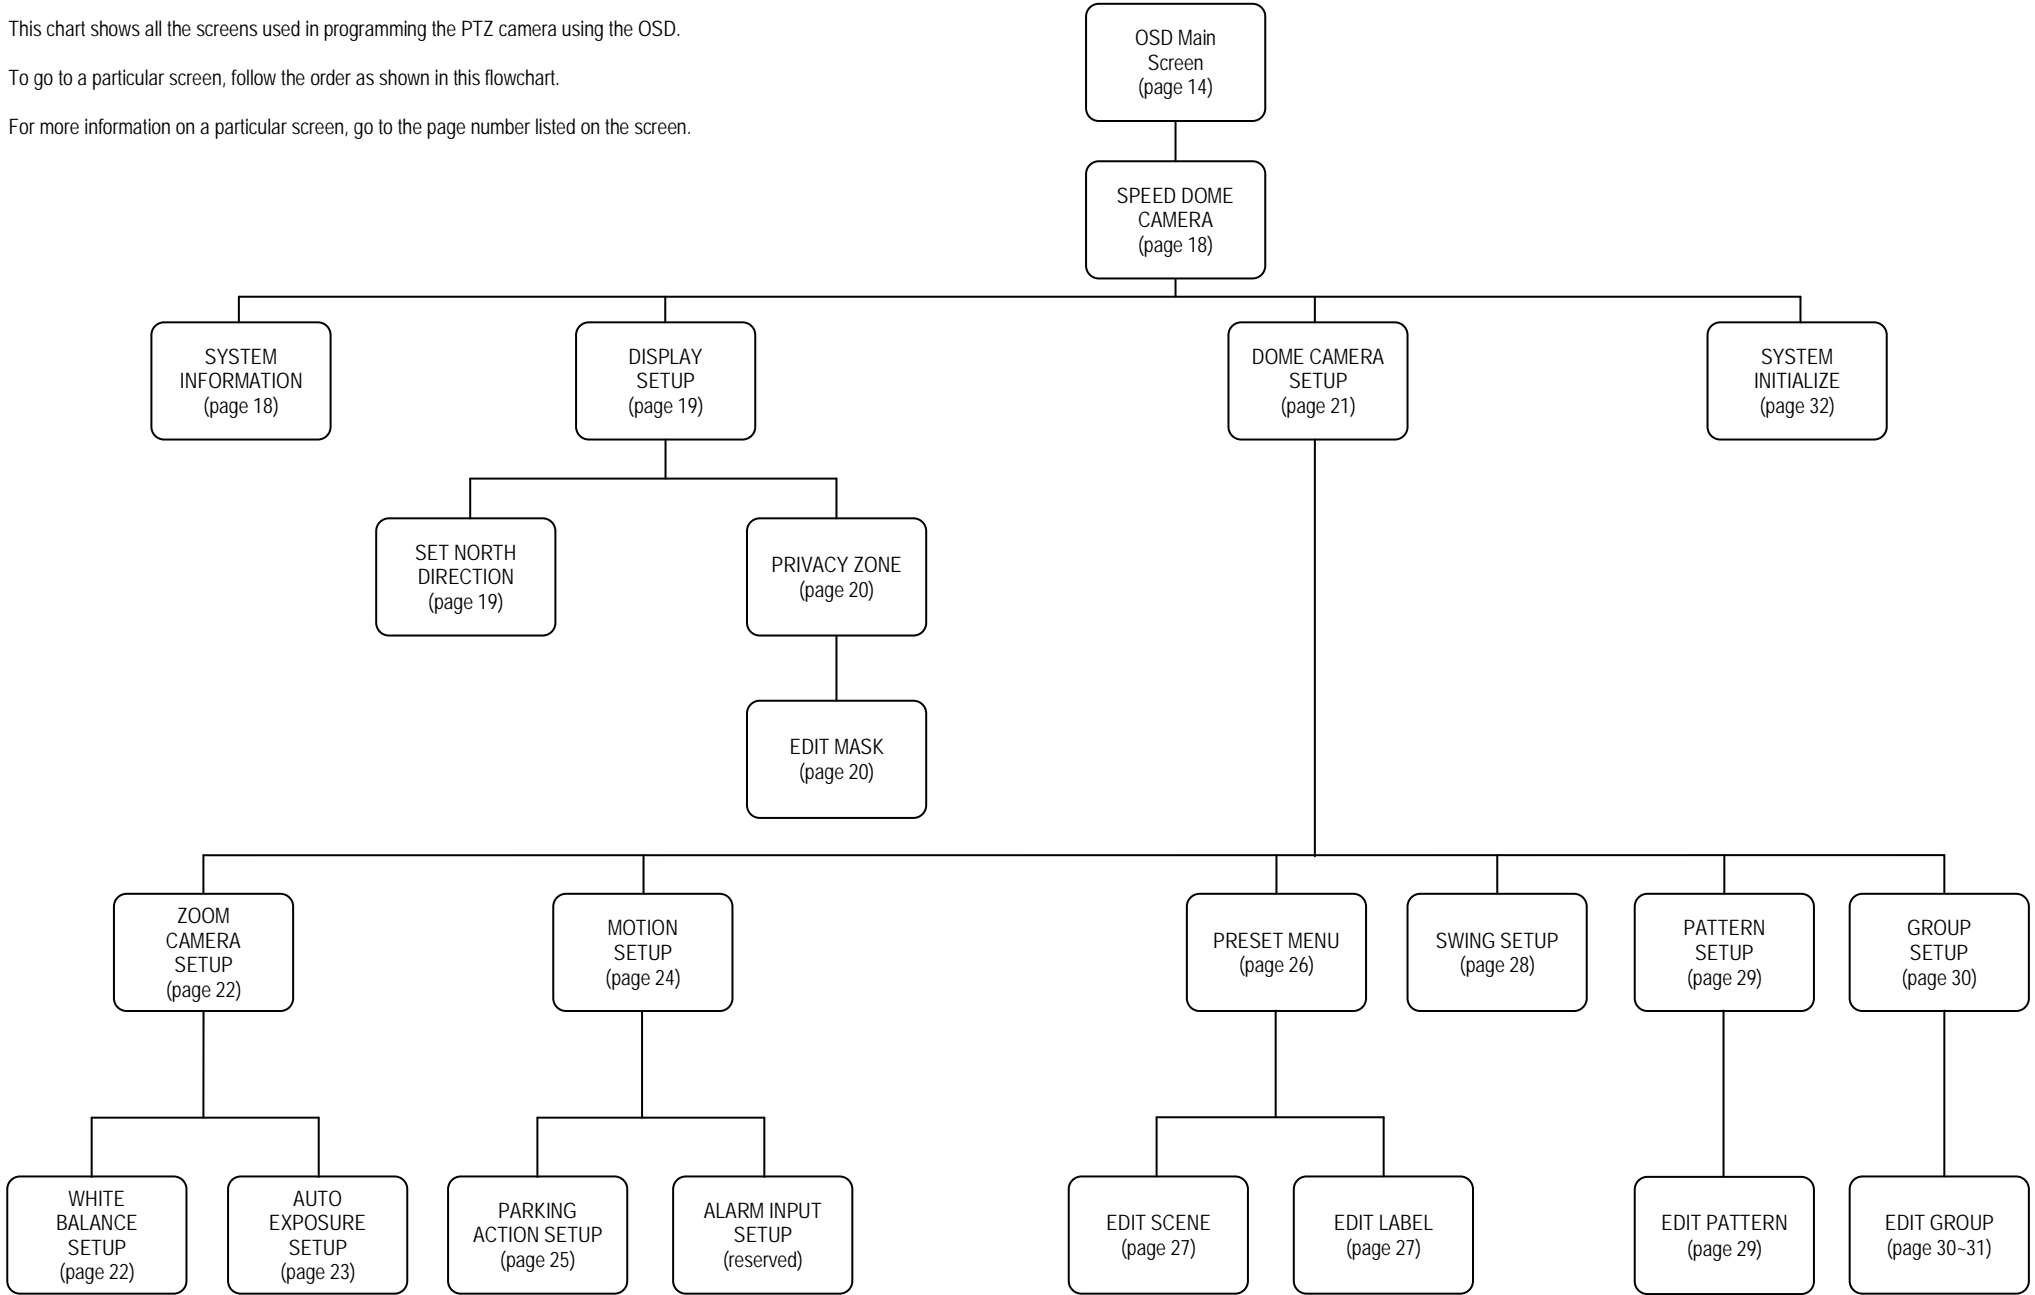 This chart shows all the screens used in programming the PTZ camera using the OSD.
To go to a particular screen, follow the order as shown in this flowchart.
For more information on a particular screen, go to the page number listed on the screen.
OSD Main
Screen
(page 14)
SPEED DOME
CAMERA
(page 18)
SYSTEM
INFORMATION
(page 18)
DISPLAY
SETUP
(page 19)
DOME CAMERA
SETUP
(page 21)
SYSTEM
INITIALIZE
(page 32)
SET NORTH
DIRECTION
(page 19)
PRIVACY ZONE
(page 20)
EDIT MASK
(page 20)
ZOOM
CAMERA
SETUP
(page 22)
MOTION
SETUP
(page 24)
PRESET MENU
(page 26)
SWING SETUP
(page 28)
PATTERN
SETUP
(page 29)
GROUP
SETUP
(page 30)
WHITE
BALANCE
SETUP
(page 22)
AUTO
EXPOSURE
SETUP
(page 23)
PARKING
ACTION SETUP
(page 25)
ALARM INPUT
SETUP
(reserved)
EDIT SCENE
(page 27)
EDIT LABEL
(page 27)
EDIT PATTERN
(page 29)
EDIT GROUP
(page 30~31)